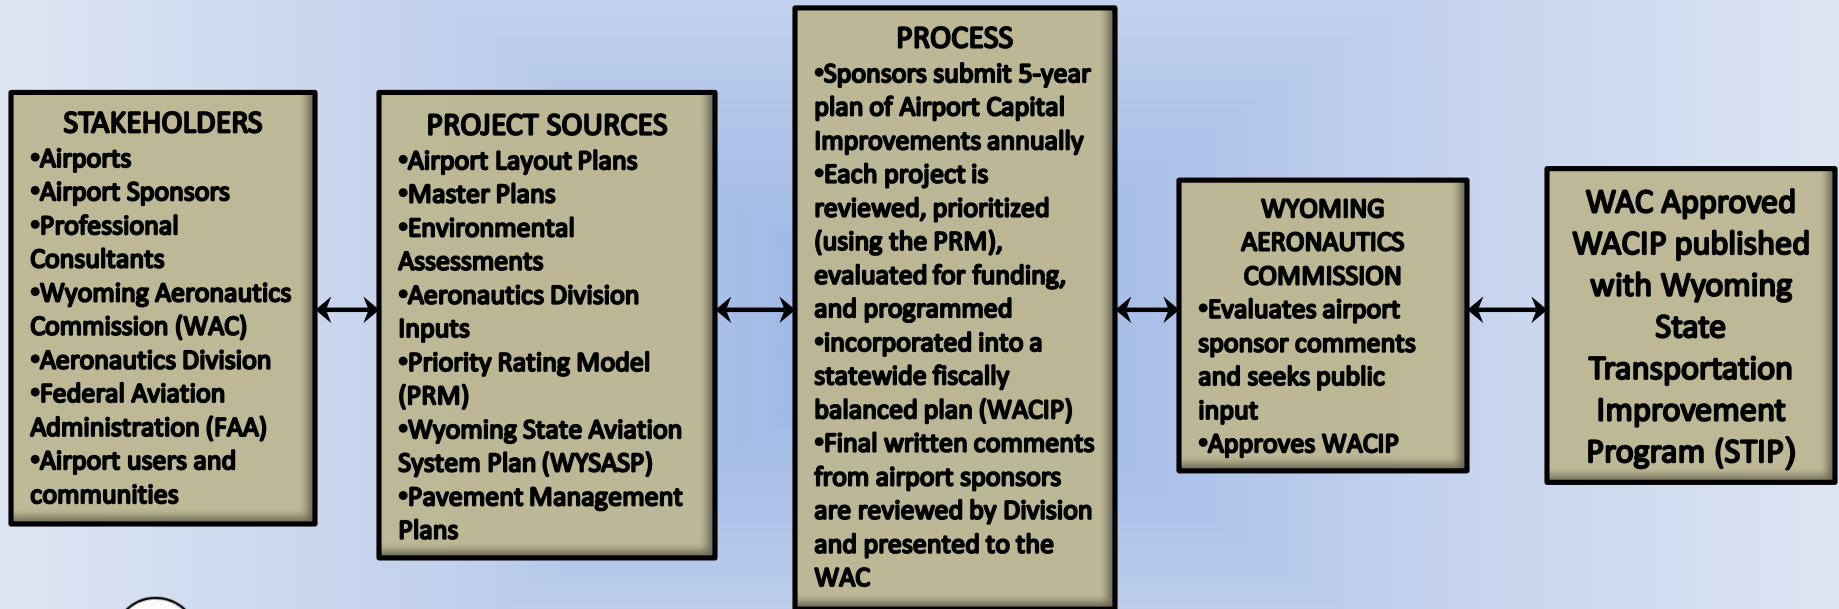 STAKEHOLDERS
•Airports
•Airport Sponsors
•Professional
Consultants
•Wyoming Aeronautics
Commission (WAC)
•Aeronautics Division
•Federal Aviation
Administration (FAA)
•Airport users and
communities
PROJECT SOURCES
•Airport Layout Plans
•Master Plans
•Environmental
Assessments
•Aeronautics Division
Inputs
•Priority Rating Model
(PRM)
•Wyoming State Aviation
System Plan (WYSASP)
•Pavement Management
Plans
PROCESS
•Sponsors submit 5-year
plan of Airport Capital
Improvements annually
•Each project is
reviewed, prioritized
(using the PRM),
evaluated for funding,
and programmed
•incorporated into a
statewide fiscally
balanced plan (WACIP)
•Final written comments
from airport sponsors
are reviewed by Division
and presented to the
WAC
WYOMING
AERONAUTICS
COMMISSION
•Evaluates airport
sponsor comments
and seeks public
input
•Approves WACIP
WAC Approved
WACIP published
with Wyoming
State
Transportation
Improvement
Program (STIP)